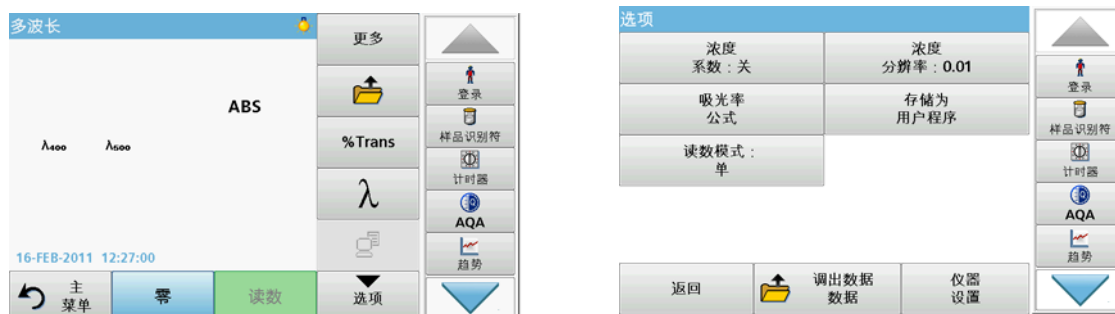 多波长
更多
ABS
λ400 λ500
%Trans
λ
16-FEB-2011 12:27:00
主
菜单
零
读数
选项
登录
样品识别符
计时器
AQA
趋势
选项
浓度
系数：关
浓度
分辨率：0.01
吸光率
公式
存储为
用户程序
读数模式：
单
返回
调出数据
数据
仪器
设置
登录
样品识别符
计时器
AQA
趋势